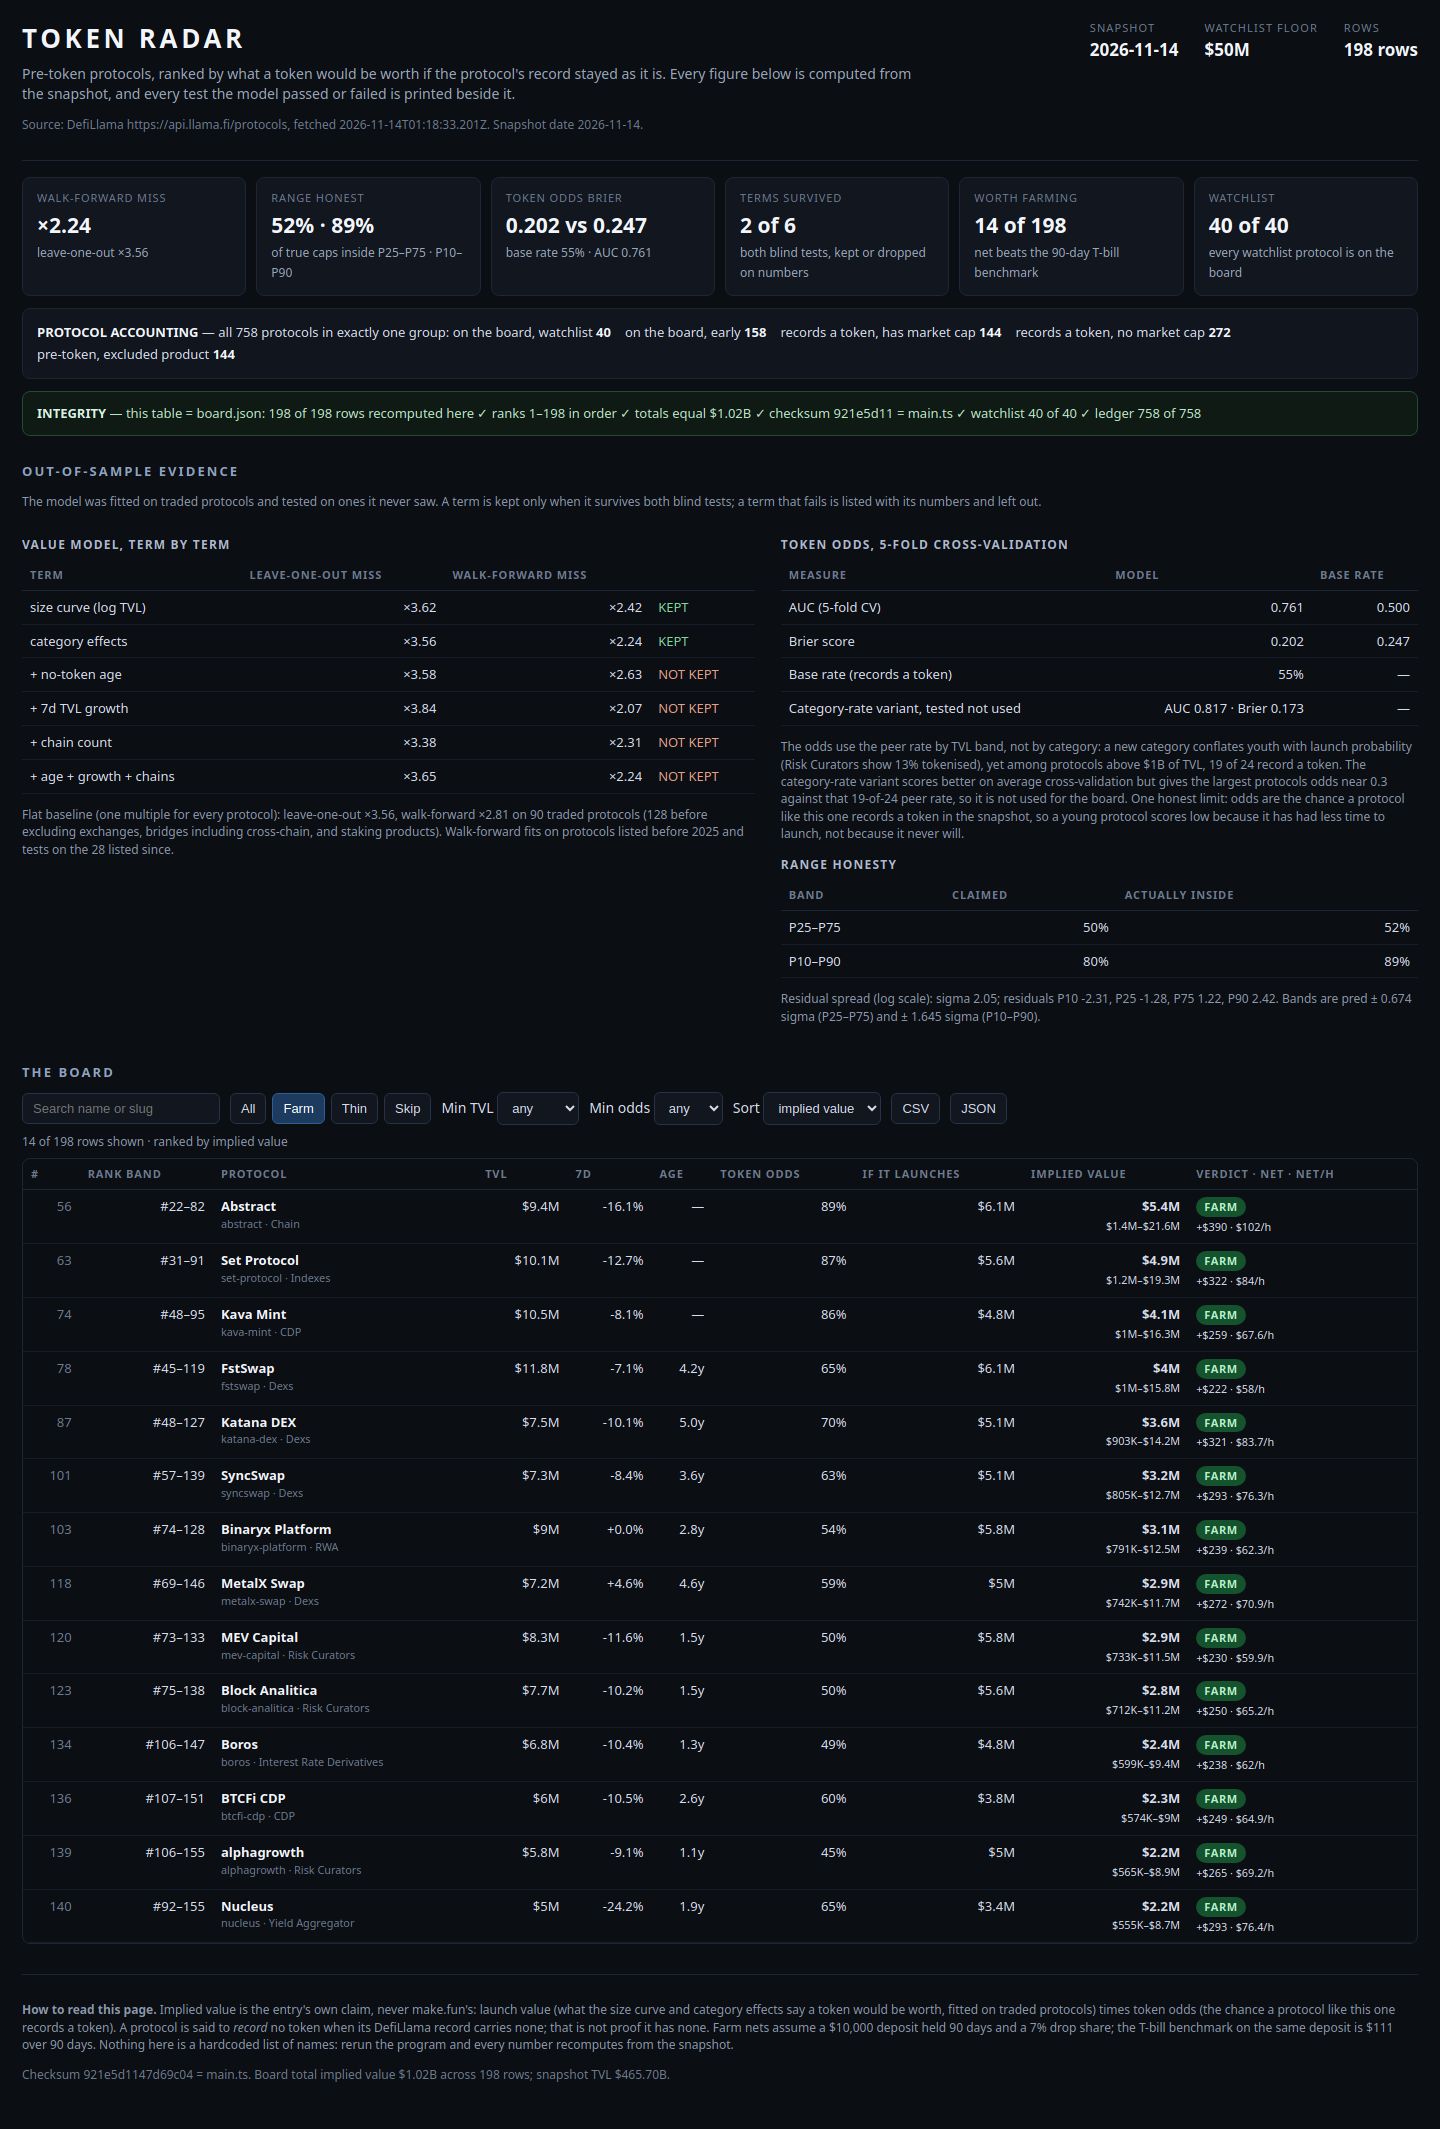 TOKEN RADAR
Pre-token protocols, ranked by what a token would be worth if the protocol's record stayed as it is. Every figure below is computed from
the snapshot, and every test the model passed or failed is printed beside it.
Source: DefiLlama https://api.llama.fi/protocols, fetched 2026-11-14T01:18:33.201Z. Snapshot date 2026-11-14.
SNAPSHOT
2026-11-14
WATCHLIST FLOOR
$50M
ROWS
198 rows
WALK-FORWARD MISS
×2.24
leave-one-out ×3.56
RANGE HONEST
52% · 89%
of true caps inside P25–P75 · P10–
P90
TOKEN ODDS BRIER
0.202 vs 0.247
base rate 55% · AUC 0.761
TERMS SURVIVED
2 of 6
both blind tests, kept or dropped
on numbers
WORTH FARMING
14 of 198
net beats the 90-day T-bill
benchmark
WATCHLIST
40 of 40
every watchlist protocol is on the
board
PROTOCOL ACCOUNTING — all 758 protocols in exactly one group: on the board, watchlist 40 on the board, early 158 records a token, has market cap 144 records a token, no market cap 272
pre-token, excluded product 144
INTEGRITY — this table = board.json: 198 of 198 rows recomputed here ✓ ranks 1–198 in order ✓ totals equal $1.02B ✓ checksum 921e5d11 = main.ts ✓ watchlist 40 of 40 ✓ ledger 758 of 758
OUT-OF-SAMPLE EVIDENCE
The model was fitted on traded protocols and tested on ones it never saw. A term is kept only when it survives both blind tests; a term that fails is listed with its numbers and left out.
VALUE MODEL, TERM BY TERM
TERM LEAVE-ONE-OUT MISS WALK-FORWARD MISS
size curve (log TVL) ×3.62 ×2.42 KEPT
category effects ×3.56 ×2.24 KEPT
+ no-token age ×3.58 ×2.63 NOT KEPT
+ 7d TVL growth ×3.84 ×2.07 NOT KEPT
+ chain count ×3.38 ×2.31 NOT KEPT
+ age + growth + chains ×3.65 ×2.24 NOT KEPT
Flat baseline (one multiple for every protocol): leave-one-out ×3.56, walk-forward ×2.81 on 90 traded protocols (128 before
excluding exchanges, bridges including cross-chain, and staking products). Walk-forward fits on protocols listed before 2025 and
tests on the 28 listed since.
TOKEN ODDS, 5-FOLD CROSS-VALIDATION
MEASURE MODEL BASE RATE
AUC (5-fold CV) 0.761 0.500
Brier score 0.202 0.247
Base rate (records a token) 55% —
Category-rate variant, tested not used AUC 0.817 · Brier 0.173 —
The odds use the peer rate by TVL band, not by category: a new category conflates youth with launch probability
(Risk Curators show 13% tokenised), yet among protocols above $1B of TVL, 19 of 24 record a token. The
category-rate variant scores better on average cross-validation but gives the largest protocols odds near 0.3
against that 19-of-24 peer rate, so it is not used for the board. One honest limit: odds are the chance a protocol
like this one records a token in the snapshot, so a young protocol scores low because it has had less time to
launch, not because it never will.
RANGE HONESTY
BAND CLAIMED ACTUALLY INSIDE
P25–P75 50% 52%
P10–P90 80% 89%
Residual spread (log scale): sigma 2.05; residuals P10 -2.31, P25 -1.28, P75 1.22, P90 2.42. Bands are pred ± 0.674
sigma (P25–P75) and ± 1.645 sigma (P10–P90).
THE BOARD
Search name or slug All Farm Thin Skip Min TVL any Min odds any Sort implied value CSV JSON
14 of 198 rows shown · ranked by implied value
# RANK BAND PROTOCOL TVL 7D AGE TOKEN ODDS IF IT LAUNCHES IMPLIED VALUE VERDICT · NET · NET/H
56 #22–82 Abstract $9.4M -16.1% — 89% $6.1M $5.4M FARM
abstract · Chain $1.4M–$21.6M +$390 · $102/h
63 #31–91 Set Protocol $10.1M -12.7% — 87% $5.6M $4.9M FARM
set-protocol · Indexes $1.2M–$19.3M +$322 · $84/h
74 #48–95 Kava Mint $10.5M -8.1% — 86% $4.8M $4.1M FARM
kava-mint · CDP $1M–$16.3M +$259 · $67.6/h
78 #45–119 FstSwap $11.8M -7.1% 4.2y 65% $6.1M $4M FARM
fstswap · Dexs $1M–$15.8M +$222 · $58/h
87 #48–127 Katana DEX $7.5M -10.1% 5.0y 70% $5.1M $3.6M FARM
katana-dex · Dexs $903K–$14.2M +$321 · $83.7/h
101 #57–139 SyncSwap $7.3M -8.4% 3.6y 63% $5.1M $3.2M FARM
syncswap · Dexs $805K–$12.7M +$293 · $76.3/h
103 #74–128 Binaryx Platform $9M +0.0% 2.8y 54% $5.8M $3.1M FARM
binaryx-platform · RWA $791K–$12.5M +$239 · $62.3/h
118 #69–146 MetalX Swap $7.2M +4.6% 4.6y 59% $5M $2.9M FARM
metalx-swap · Dexs $742K–$11.7M +$272 · $70.9/h
120 #73–133 MEV Capital $8.3M -11.6% 1.5y 50% $5.8M $2.9M FARM
mev-capital · Risk Curators $733K–$11.5M +$230 · $59.9/h
123 #75–138 Block Analitica $7.7M -10.2% 1.5y 50% $5.6M $2.8M FARM
block-analitica · Risk Curators $712K–$11.2M +$250 · $65.2/h
134 #106–147 Boros $6.8M -10.4% 1.3y 49% $4.8M $2.4M FARM
boros · Interest Rate Derivatives $599K–$9.4M +$238 · $62/h
136 #107–151 BTCFi CDP $6M -10.5% 2.6y 60% $3.8M $2.3M FARM
btcfi-cdp · CDP $574K–$9M +$249 · $64.9/h
139 #106–155 alphagrowth $5.8M -9.1% 1.1y 45% $5M $2.2M FARM
alphagrowth · Risk Curators $565K–$8.9M +$265 · $69.2/h
140 #92–155 Nucleus $5M -24.2% 1.9y 65% $3.4M $2.2M FARM
nucleus · Yield Aggregator $555K–$8.7M +$293 · $76.4/h
How to read this page. Implied value is the entry's own claim, never make.fun's: launch value (what the size curve and category effects say a token would be worth, fitted on traded protocols) times token odds (the chance a protocol like this one
records a token). A protocol is said to record no token when its DefiLlama record carries none; that is not proof it has none. Farm nets assume a $10,000 deposit held 90 days and a 7% drop share; the T-bill benchmark on the same deposit is $111
over 90 days. Nothing here is a hardcoded list of names: rerun the program and every number recomputes from the snapshot.
Checksum 921e5d1147d69c04 = main.ts. Board total implied value $1.02B across 198 rows; snapshot TVL $465.70B.